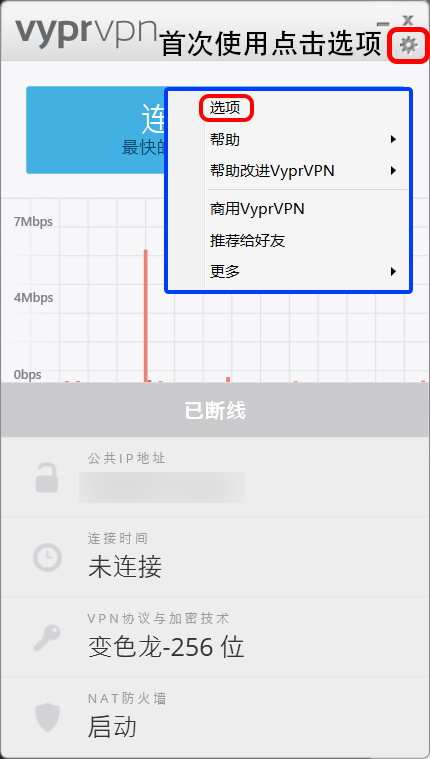 vyprvpn
首次使用点击选项
选项
帮助
帮助改进VyprVPN
商用VyprVPN
推荐给好友
更多
连
最快的
7Mbps
4Mbps
0bps
已断线
公共IP地址
连接时间
未连接
VPN协议与加密技术
变色龙-256 位
NAT防火墙
启动